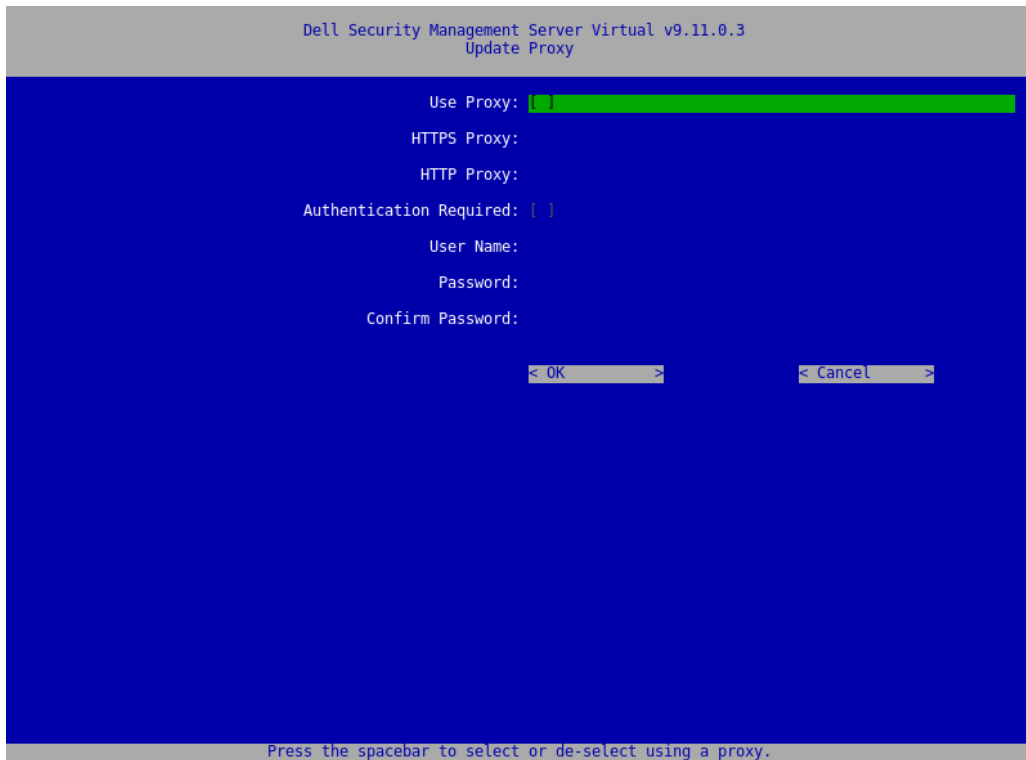 Dell Security Management Server Virtual v9.11.0.3
Update Proxy
Use Proxy: [ ]
HTTPS Proxy:
HTTP Proxy:
Authentication Required: [ ]
User Name:
Password:
Confirm Password:
< OK > < Cancel >
Press the spacebar to select or de-select using a proxy.